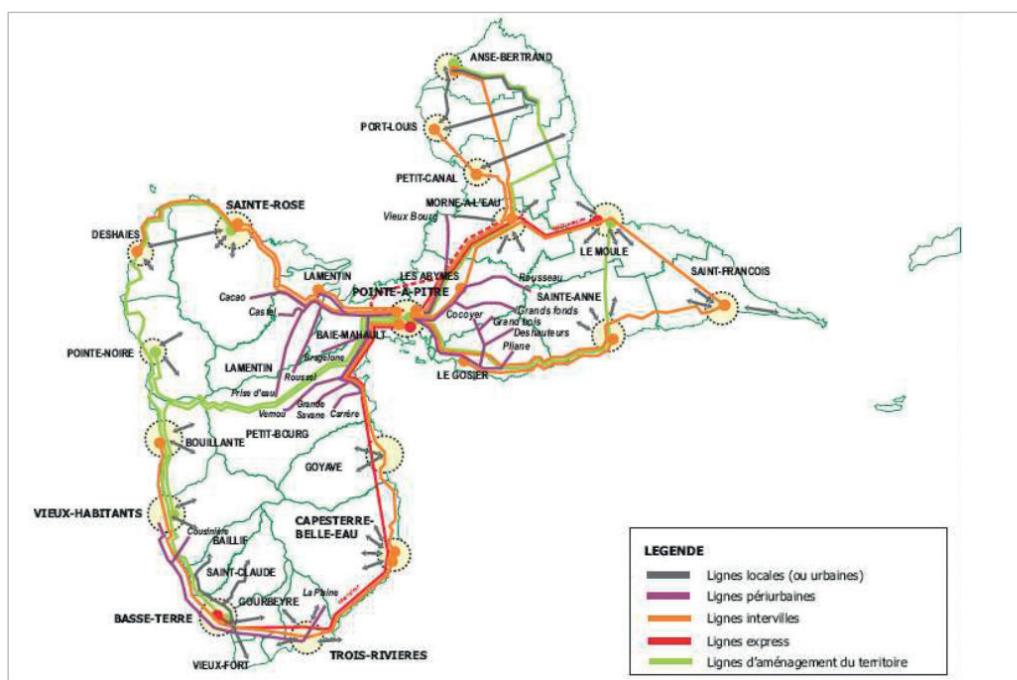 ANSE-BERTRAND
PORT-LOUIS
PETIT-CANAL
MORNE-A-L'EAU
Vieux Bourg
SAINTE-ROSE
DESHAIES
LE MOULE
LAMENTIN
LES ABYMES
SAINT-FRANCOIS
POINTE-A-PITRE
Rousseau
SAINTE-ANNE
Cacao
Castel
Cocoyer
Grands fonds
Grand bois
Deshauteurs
BAIE-MAHAULT
Pliane
POINTE-NOIRE
Bragelone
LAMENTIN
Roussel
LE GOSIER
Prise d'eau
Vernou
Grande
Savane
Carrère
PETIT-BOURG
BOUILLANTE
GOYAVE
VIEUX-HABITANTS
Cousinière
BAILLIF
CAPESTERRE-
BELLE-EAU
SAINT-CLAUDE
GOURBEYRE
La Plaine
BASSE-TERRE
VIEUX-FORT
TROIS-RIVIERES
LEGENDE
Lignes locales (ou urbaines)
Lignes périurbaines
Lignes intervilles
Lignes express
Lignes d'aménagement du territoire